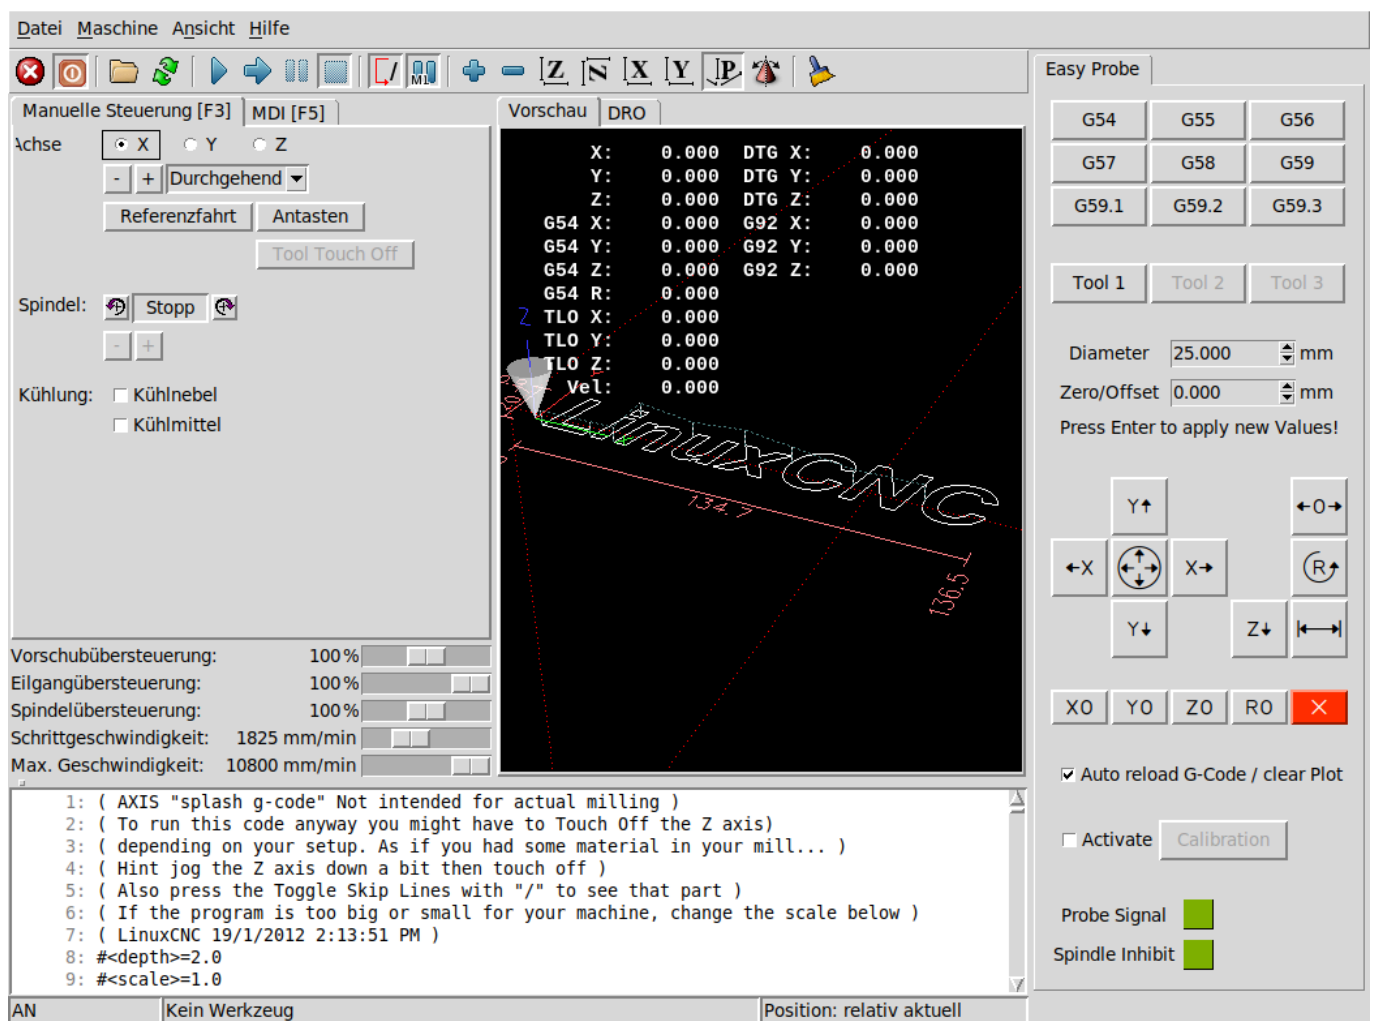 Datei Maschine Ansicht Hilfe
M1 Z N X Y P
Manuelle Steuerung [F3] MDI [F5]
Achse X Y Z
- + Durchgehend
Referenzfahrt Antasten
Tool Touch Off
Spindel: Stopp
- +
Kühlung: Kühlnebel
Kühlmittel
Vorschubübersteuerung: 100 %
Eilgangübersteuerung: 100 %
Spindelübersteuerung: 100 %
Schrittgeschwindigkeit: 1825 mm/min
Max. Geschwindigkeit: 10800 mm/min
Vorschau DRO
X: 0.000 DTG X: 0.000
Y: 0.000 DTG Y: 0.000
Z: 0.000 DTG Z: 0.000
G54 X: 0.000 G92 X: 0.000
G54 Y: 0.000 G92 Y: 0.000
G54 Z: 0.000 G92 Z: 0.000
G54 R: 0.000
TLO X: 0.000
TLO Y: 0.000
TLO Z: 0.000
Vel: 0.000
Z
LinuxCNC
134.7
136.5
1: ( AXIS "splash g-code" Not intended for actual milling )
2: ( To run this code anyway you might have to Touch Off the Z axis)
3: ( depending on your setup. As if you had some material in your mill... )
4: ( Hint jog the Z axis down a bit then touch off )
5: ( Also press the Toggle Skip Lines with "/" to see that part )
6: ( If the program is too big or small for your machine, change the scale below )
7: ( LinuxCNC 19/1/2012 2:13:51 PM )
8: #<depth>=2.0
9: #<scale>=1.0
AN Kein Werkzeug Position: relativ aktuell
Easy Probe
G54 G55 G56
G57 G58 G59
G59.1 G59.2 G59.3
Tool 1 Tool 2 Tool 3
Diameter 25.000 mm
Zero/Offset 0.000 mm
Press Enter to apply new Values!
Y↑ ←O→
←X X→ R
Y↓ Z↓
X0 Y0 Z0 R0 X
Auto reload G-Code / clear Plot
Activate Calibration
Probe Signal
Spindle Inhibit